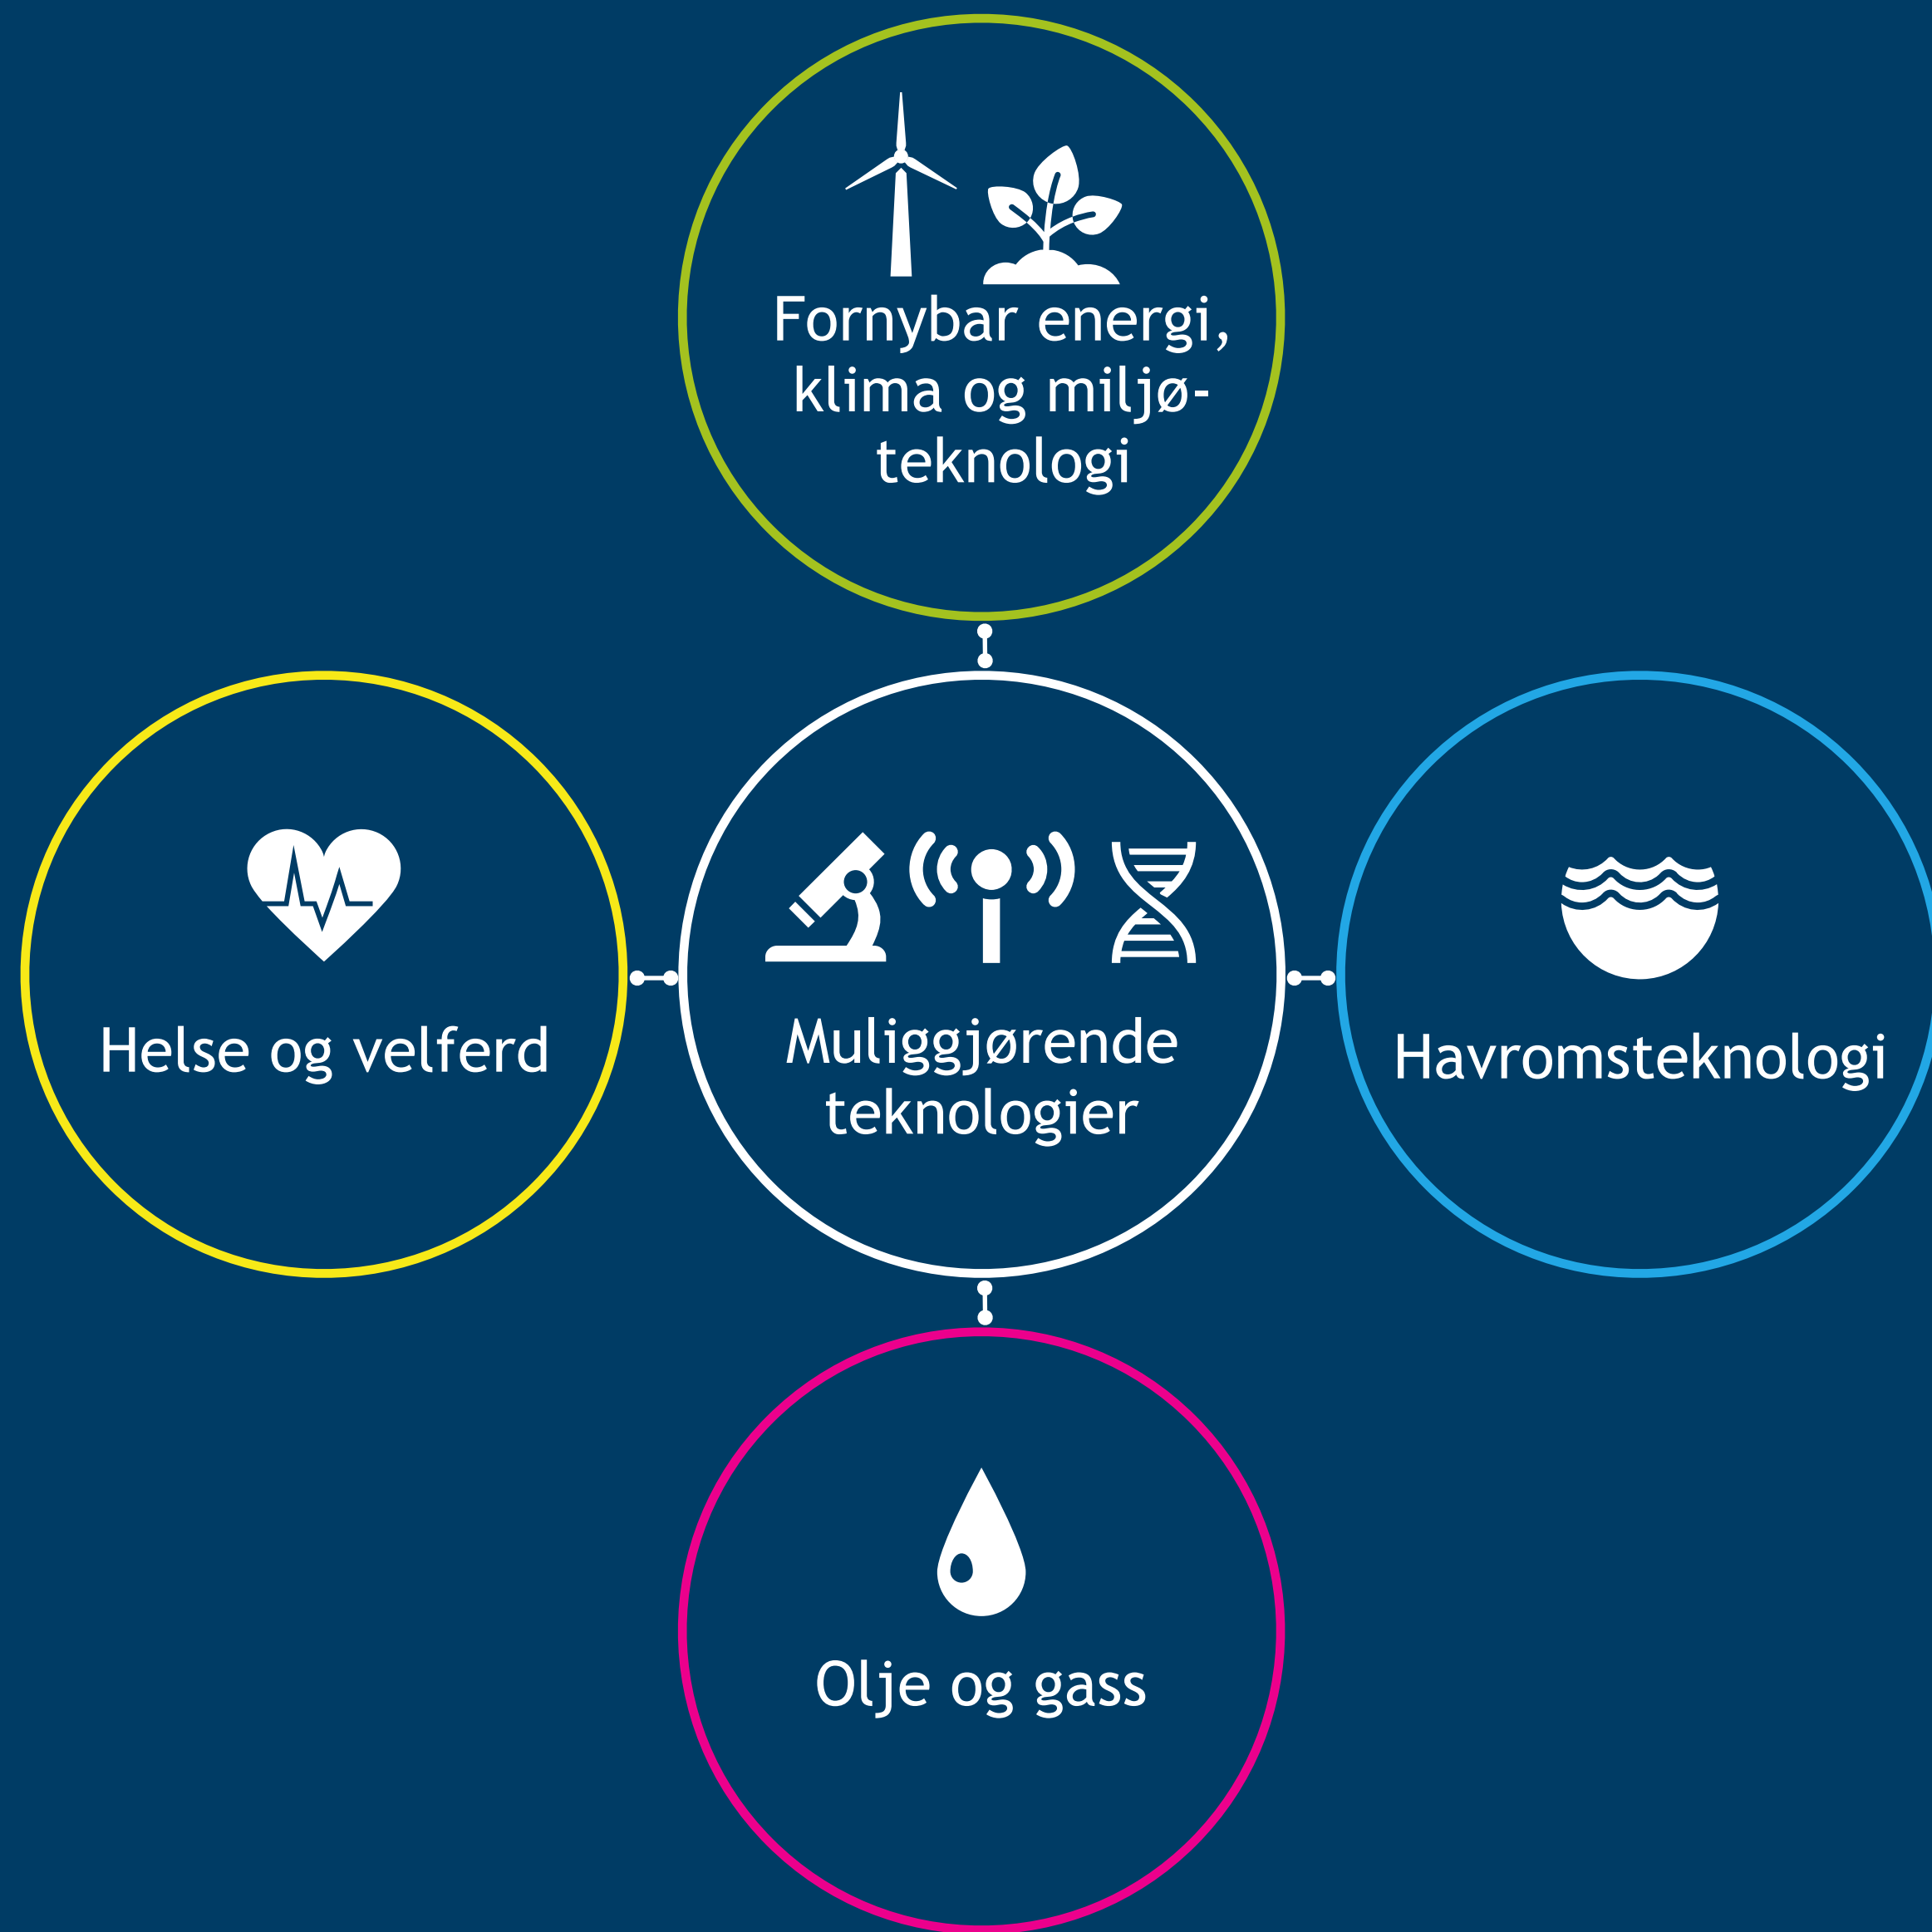 Fornybar energi,
klima og miljø-
teknologi
Helse og velferd
Muliggjørende
teknologier
Havromsteknologi
Olje og gass